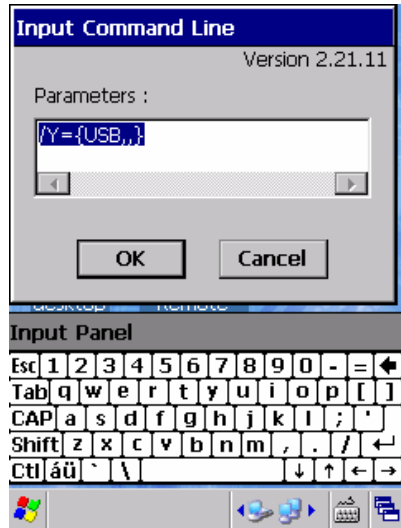 Input Command Line
Version 2.21.11
Parameters :
/Y={USB,,}
OK Cancel
Input Panel
Esc 1 2 3 4 5 6 7 8 9 0 - =
Tab q w e r t y u i o p [ ]
CAP a s d f g h j k l ; '
Shift z x c v b n m , . /
Ctl áü ` \